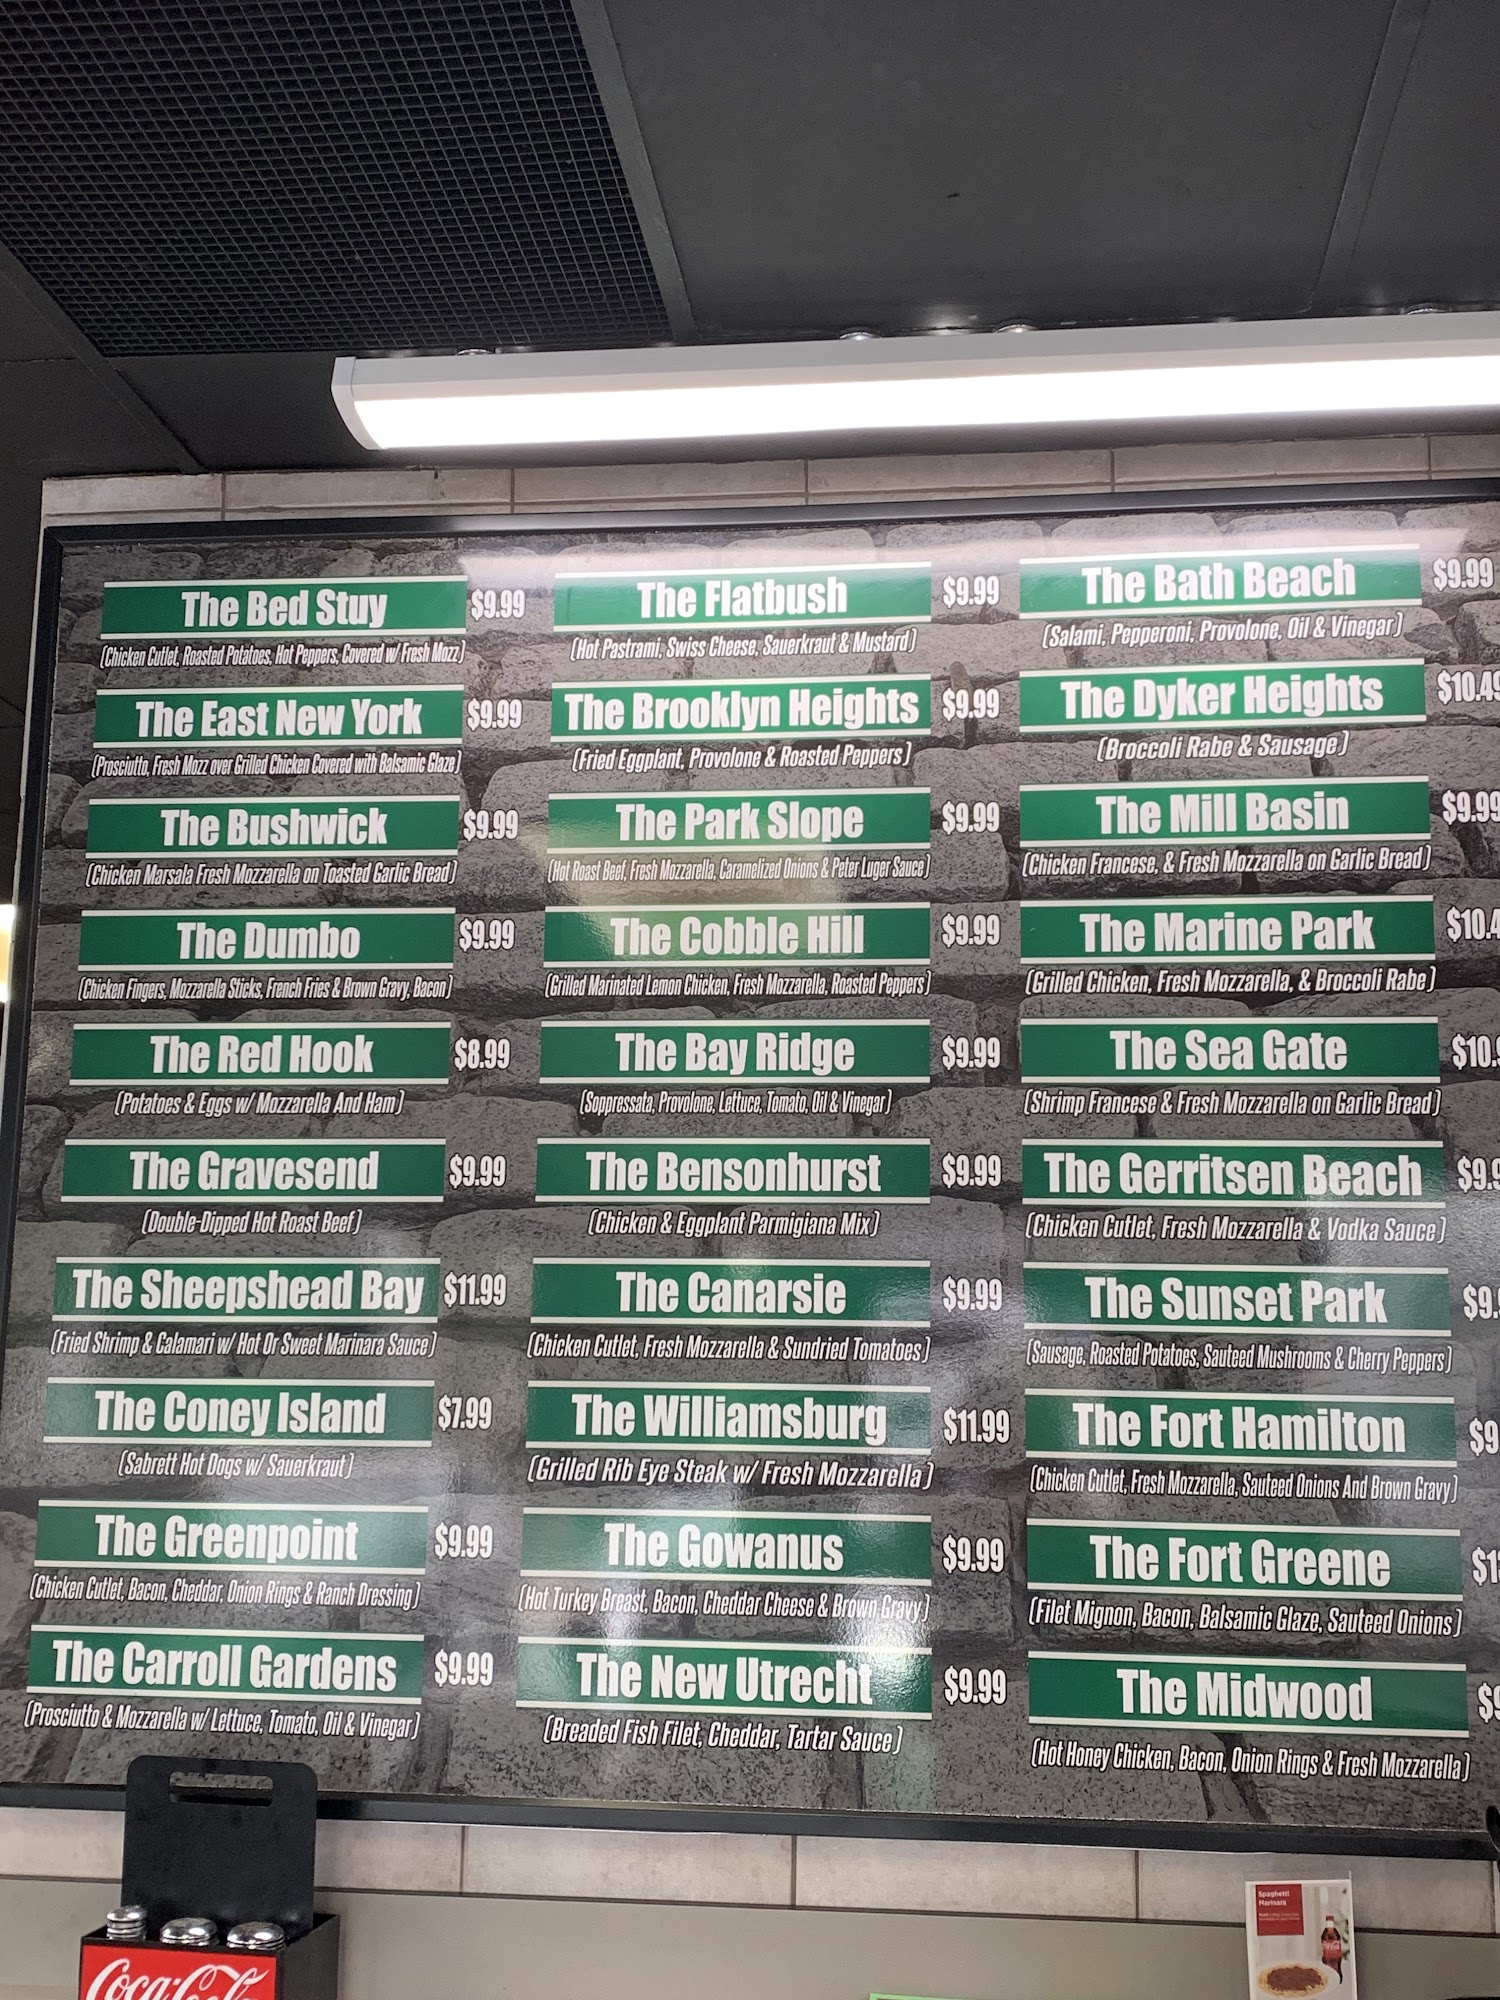 The Bed Stuy $9.99
(Chicken Cutlet, Roasted Potatoes, Hot Peppers, Covered w/ Fresh Mozz)
The East New York $9.99
(Prosciutto, Fresh Mozz over Grilled Chicken Covered with Balsamic Glaze)
The Bushwick $9.99
(Chicken Marsala Fresh Mozzarella on Toasted Garlic Bread)
The Dumbo $9.99
(Chicken Fingers, Mozzarella Sticks, French Fries & Brown Gravy, Bacon)
The Red Hook $8.99
(Potatoes & Eggs w/ Mozzarella And Ham)
The Gravesend $9.99
(Double-Dipped Hot Roast Beef)
The Sheepshead Bay $11.99
(Fried Shrimp & Calamari w/ Hot Or Sweet Marinara Sauce)
The Coney Island $7.99
(Sabrett Hot Dogs w/ Sauerkraut)
The Greenpoint $9.99
(Chicken Cutlet, Bacon, Cheddar, Onion Rings & Ranch Dressing)
The Carroll Gardens $9.99
(Prosciutto & Mozzarella w/ Lettuce, Tomato, Oil & Vinegar)
The Flatbush $9.99
(Hot Pastrami, Swiss Cheese, Sauerkraut & Mustard)
The Brooklyn Heights $9.99
(Fried Eggplant, Provolone & Roasted Peppers)
The Park Slope $9.99
(Hot Roast Beef, Fresh Mozzarella, Caramelized Onions & Peter Luger Sauce)
The Cobble Hill $9.99
(Grilled Marinated Lemon Chicken, Fresh Mozzarella, Roasted Peppers)
The Bay Ridge $9.99
(Soppressata, Provolone, Lettuce, Tomato, Oil & Vinegar)
The Bensonhurst $9.99
(Chicken & Eggplant Parmigiana Mix)
The Canarsie $9.99
(Chicken Cutlet, Fresh Mozzarella & Sundried Tomatoes)
The Williamsburg $11.99
(Grilled Rib Eye Steak w/ Fresh Mozzarella)
The Gowanus $9.99
(Hot Turkey Breast, Bacon, Cheddar Cheese & Brown Gravy)
The New Utrecht $9.99
(Breaded Fish Filet, Cheddar, Tartar Sauce)
The Bath Beach $9.99
(Salami, Pepperoni, Provolone, Oil & Vinegar)
The Dyker Heights $10.49
(Broccoli Rabe & Sausage)
The Mill Basin $9.99
(Chicken Francese, & Fresh Mozzarella on Garlic Bread)
The Marine Park $10.4
(Grilled Chicken, Fresh Mozzarella, & Broccoli Rabe)
The Sea Gate $10.9
(Shrimp Francese & Fresh Mozzarella on Garlic Bread)
The Gerritsen Beach $9.9
(Chicken Cutlet, Fresh Mozzarella & Vodka Sauce)
The Sunset Park $9.
(Sausage, Roasted Potatoes, Sauteed Mushrooms & Cherry Peppers)
The Fort Hamilton $9
(Chicken Cutlet, Fresh Mozzarella, Sauteed Onions And Brown Gravy)
The Fort Greene $1
(Filet Mignon, Bacon, Balsamic Glaze, Sauteed Onions)
The Midwood $9
(Hot Honey Chicken, Bacon, Onion Rings & Fresh Mozzarella)
Coca-Cola
Spaghetti
Marinara